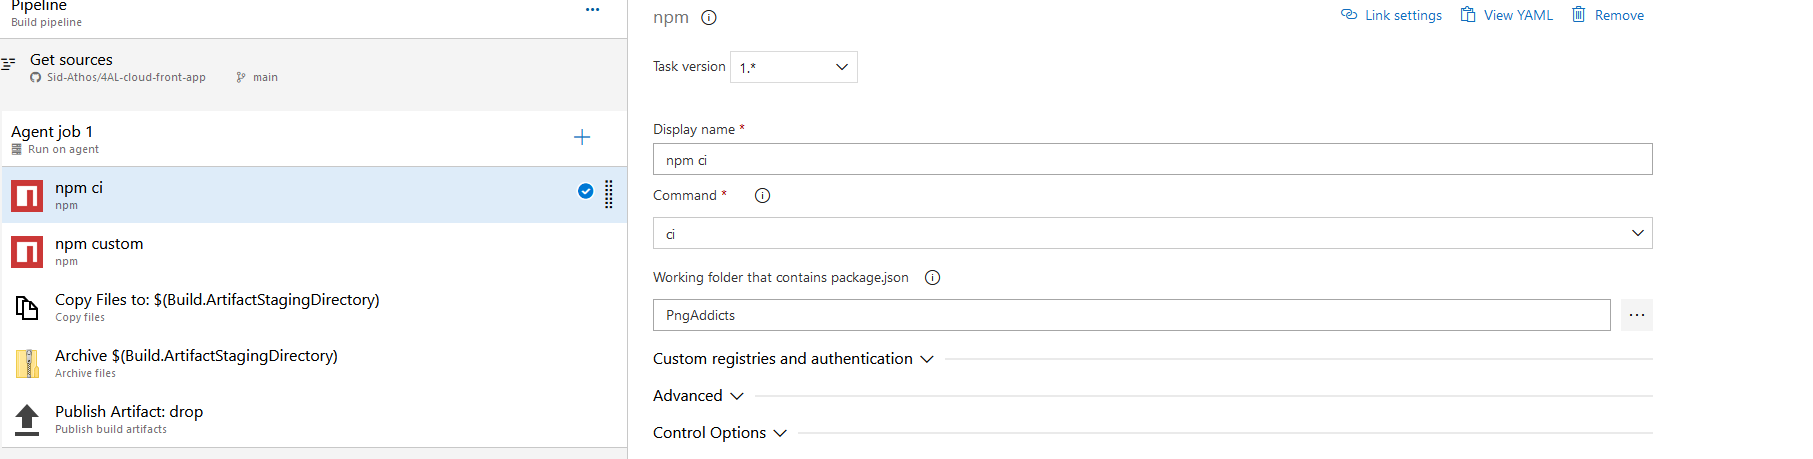 Pipeline
Build pipeline
Get sources
Sid-Athos/4AL-cloud-front-app main
Agent job 1
Run on agent
npm ci
npm
npm custom
npm
Copy Files to: $(Build.ArtifactStagingDirectory)
Copy files
Archive $(Build.ArtifactStagingDirectory)
Archive files
Publish Artifact: drop
Publish build artifacts
npm
Link settings View YAML Remove
Task version 1.*
Display name *
npm ci
Command *
ci
Working folder that contains package.json
PngAddicts
Custom registries and authentication
Advanced
Control Options